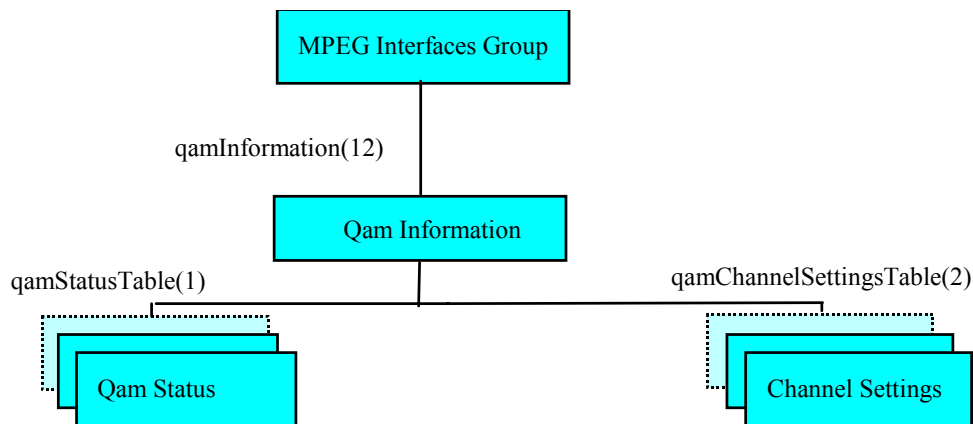 MPEG Interfaces Group
qamInformation(12)
Qam Information
qamStatusTable(1)
qamChannelSettingsTable(2)
Qam Status
Channel Settings